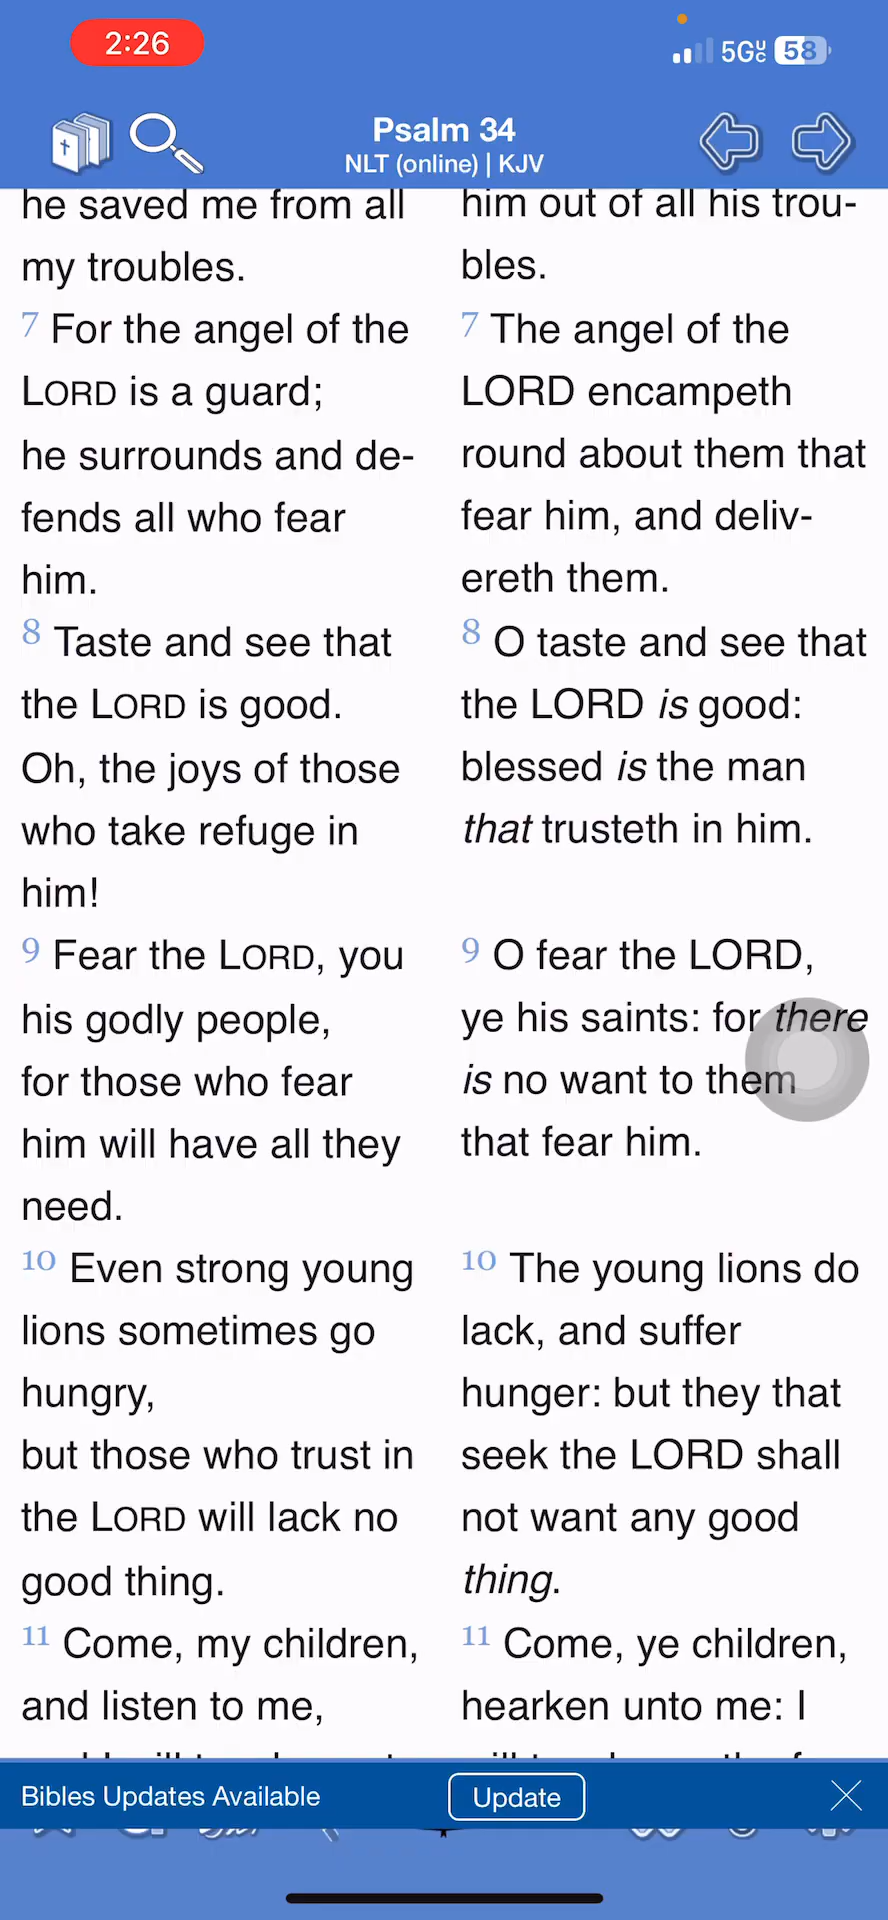 2:26
5G UC 58
Psalm 34
NLT (online) | KJV
he saved me from all
my troubles.
7 For the angel of the
LORD is a guard;
he surrounds and de-
fends all who fear
him.
8 Taste and see that
the LORD is good.
Oh, the joys of those
who take refuge in
him!
9 Fear the LORD, you
his godly people,
for those who fear
him will have all they
need.
10 Even strong young
lions sometimes go
hungry,
but those who trust in
the LORD will lack no
good thing.
11 Come, my children,
and listen to me,
him out of all his trou-
bles.
7 The angel of the
LORD encampeth
round about them that
fear him, and deliv-
ereth them.
8 O taste and see that
the LORD is good:
blessed is the man
that trusteth in him.
9 O fear the LORD,
ye his saints: for there
is no want to them
that fear him.
10 The young lions do
lack, and suffer
hunger: but they that
seek the LORD shall
not want any good
thing.
11 Come, ye children,
hearken unto me: I
Bibles Updates Available
Update